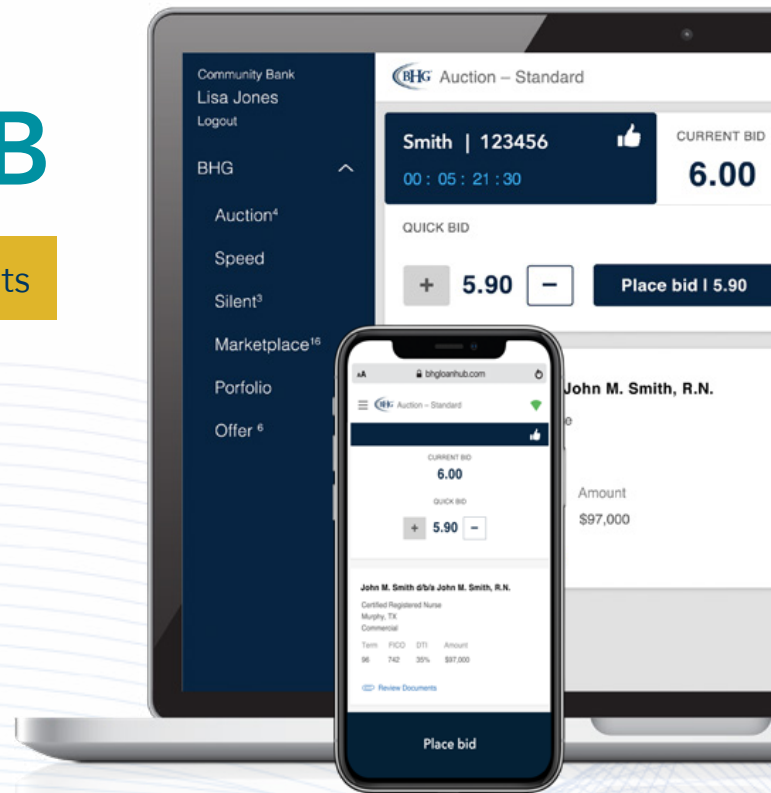 B
ts
Community Bank
Lisa Jones
Logout
BHG
Auction⁴
Speed
Silent³
Marketplace¹⁶
Porfolio
Offer ⁶
BHG Auction – Standard
Smith | 123456
00 : 05 : 21 : 30
CURRENT BID
6.00
QUICK BID
+ 5.90 −
Place bid I 5.90
John M. Smith, R.N.
e
Amount
$97,000
AA bhgloanhub.com
BHG Auction – Standard
CURRENT BID
6.00
QUICK BID
+ 5.90 −
John M. Smith d/b/a John M. Smith, R.N.
Certified Registered Nurse
Murphy, TX
Commercial
Term FICO DTI Amount
96 742 35% $97,000
Review Documents
Place bid